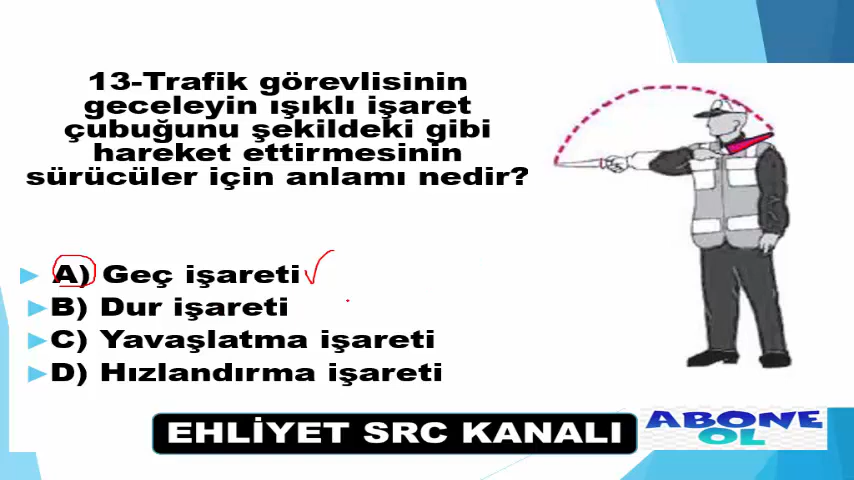 13-Trafik görevlisinin
geceleyin ışıklı işaret
çubuğunu şekildeki gibi
hareket ettirmesinin
sürücüler için anlamı nedir?
A) Geç işareti
B) Dur işareti
C) Yavaşlatma işareti
D) Hızlandırma işareti
EHLİYET SRC KANALI
ABONE
OL